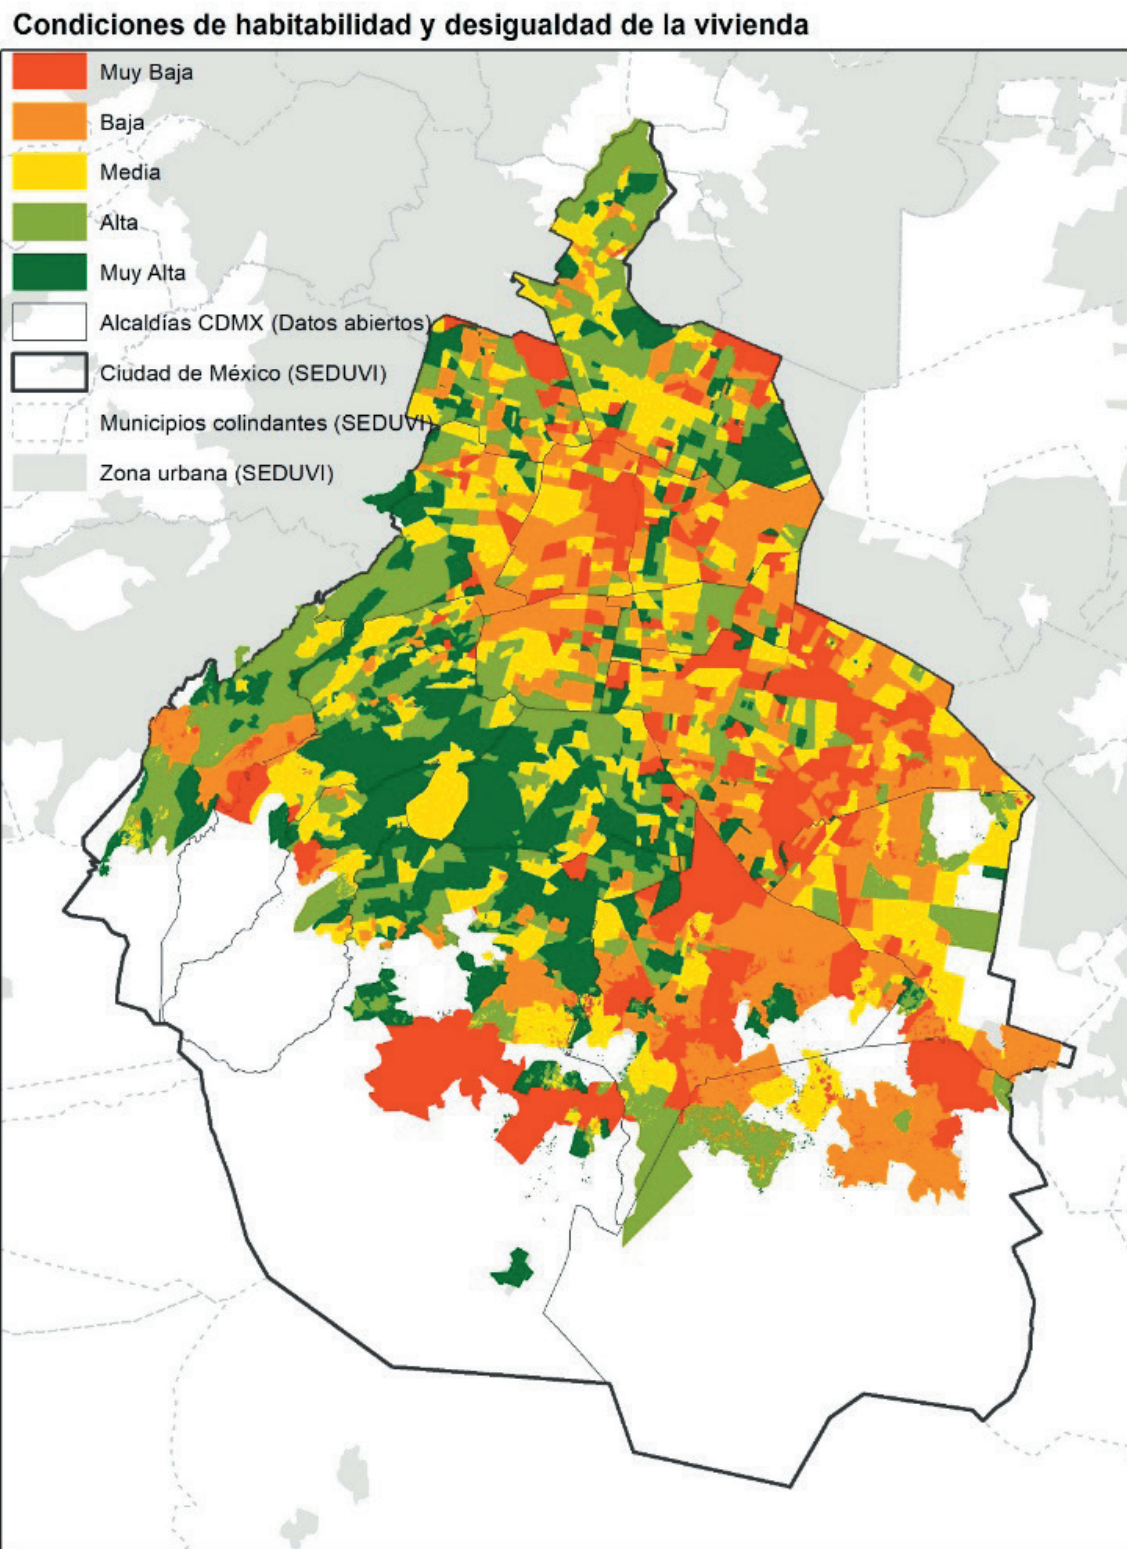 Condiciones de habitabilidad y desigualdad de la vivienda
Muy Baja
Baja
Media
Alta
Muy Alta
Alcaldías CDMX (Datos abiertos)
Ciudad de México (SEDUVI)
Municipios colindantes (SEDUVI)
Zona urbana (SEDUVI)